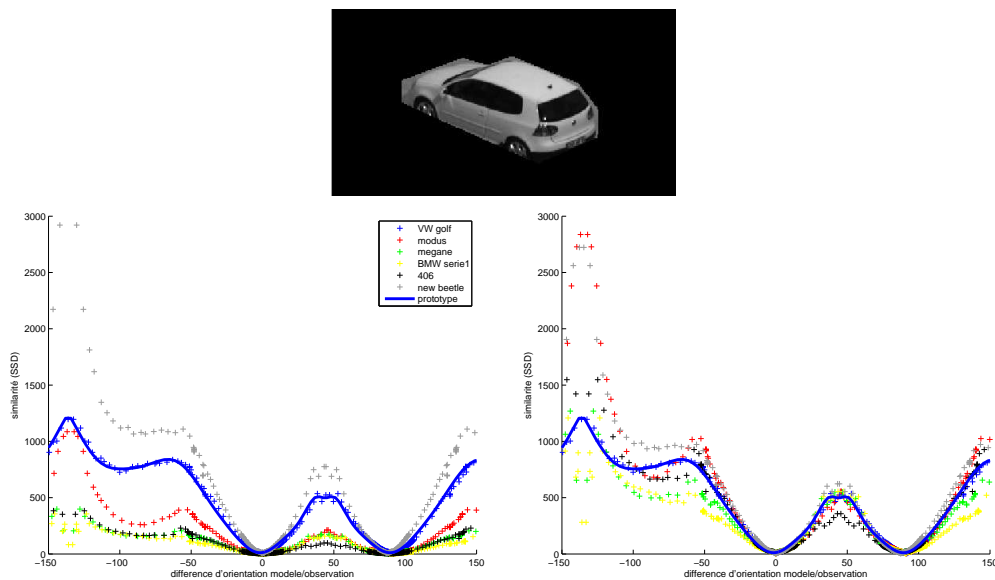 3000
2500
2000
1500
1000
500
0
−150
−100
−50
0
50
100
150
similarité (SSD)
difference d'orientation modele/observation
VW golf
modus
megane
BMW serie1
406
new beetle
prototype
3000
2500
2000
1500
1000
500
0
−150
−100
−50
0
50
100
150
similarité (SSD)
difference d'orientation modele/observation